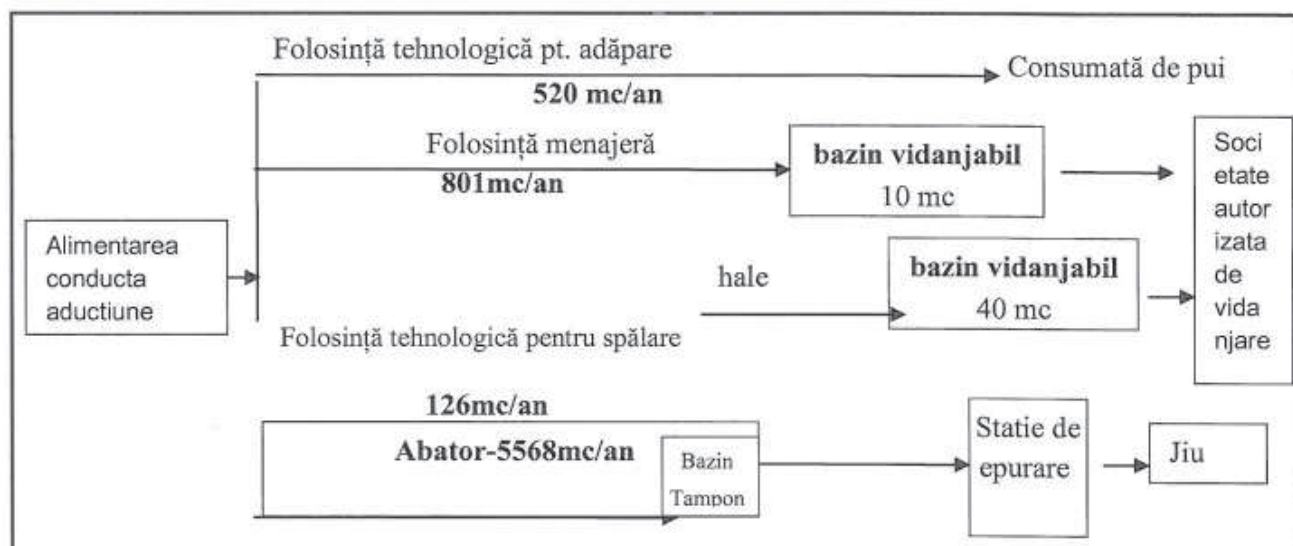 Folosință tehnologică pt. adăpare
520 mc/an
Consumată de pui
Folosință menajeră
801mc/an
bazin vidanjabil
10 mc
Soci
etate
autor
izata
de
vida
njare
Alimentarea
conducta
aductiune
hale
bazin vidanjabil
40 mc
Folosință tehnologică pentru spălare
126mc/an
Abator-5568mc/an
Bazin
Tampon
Statie de
epurare
Jiu